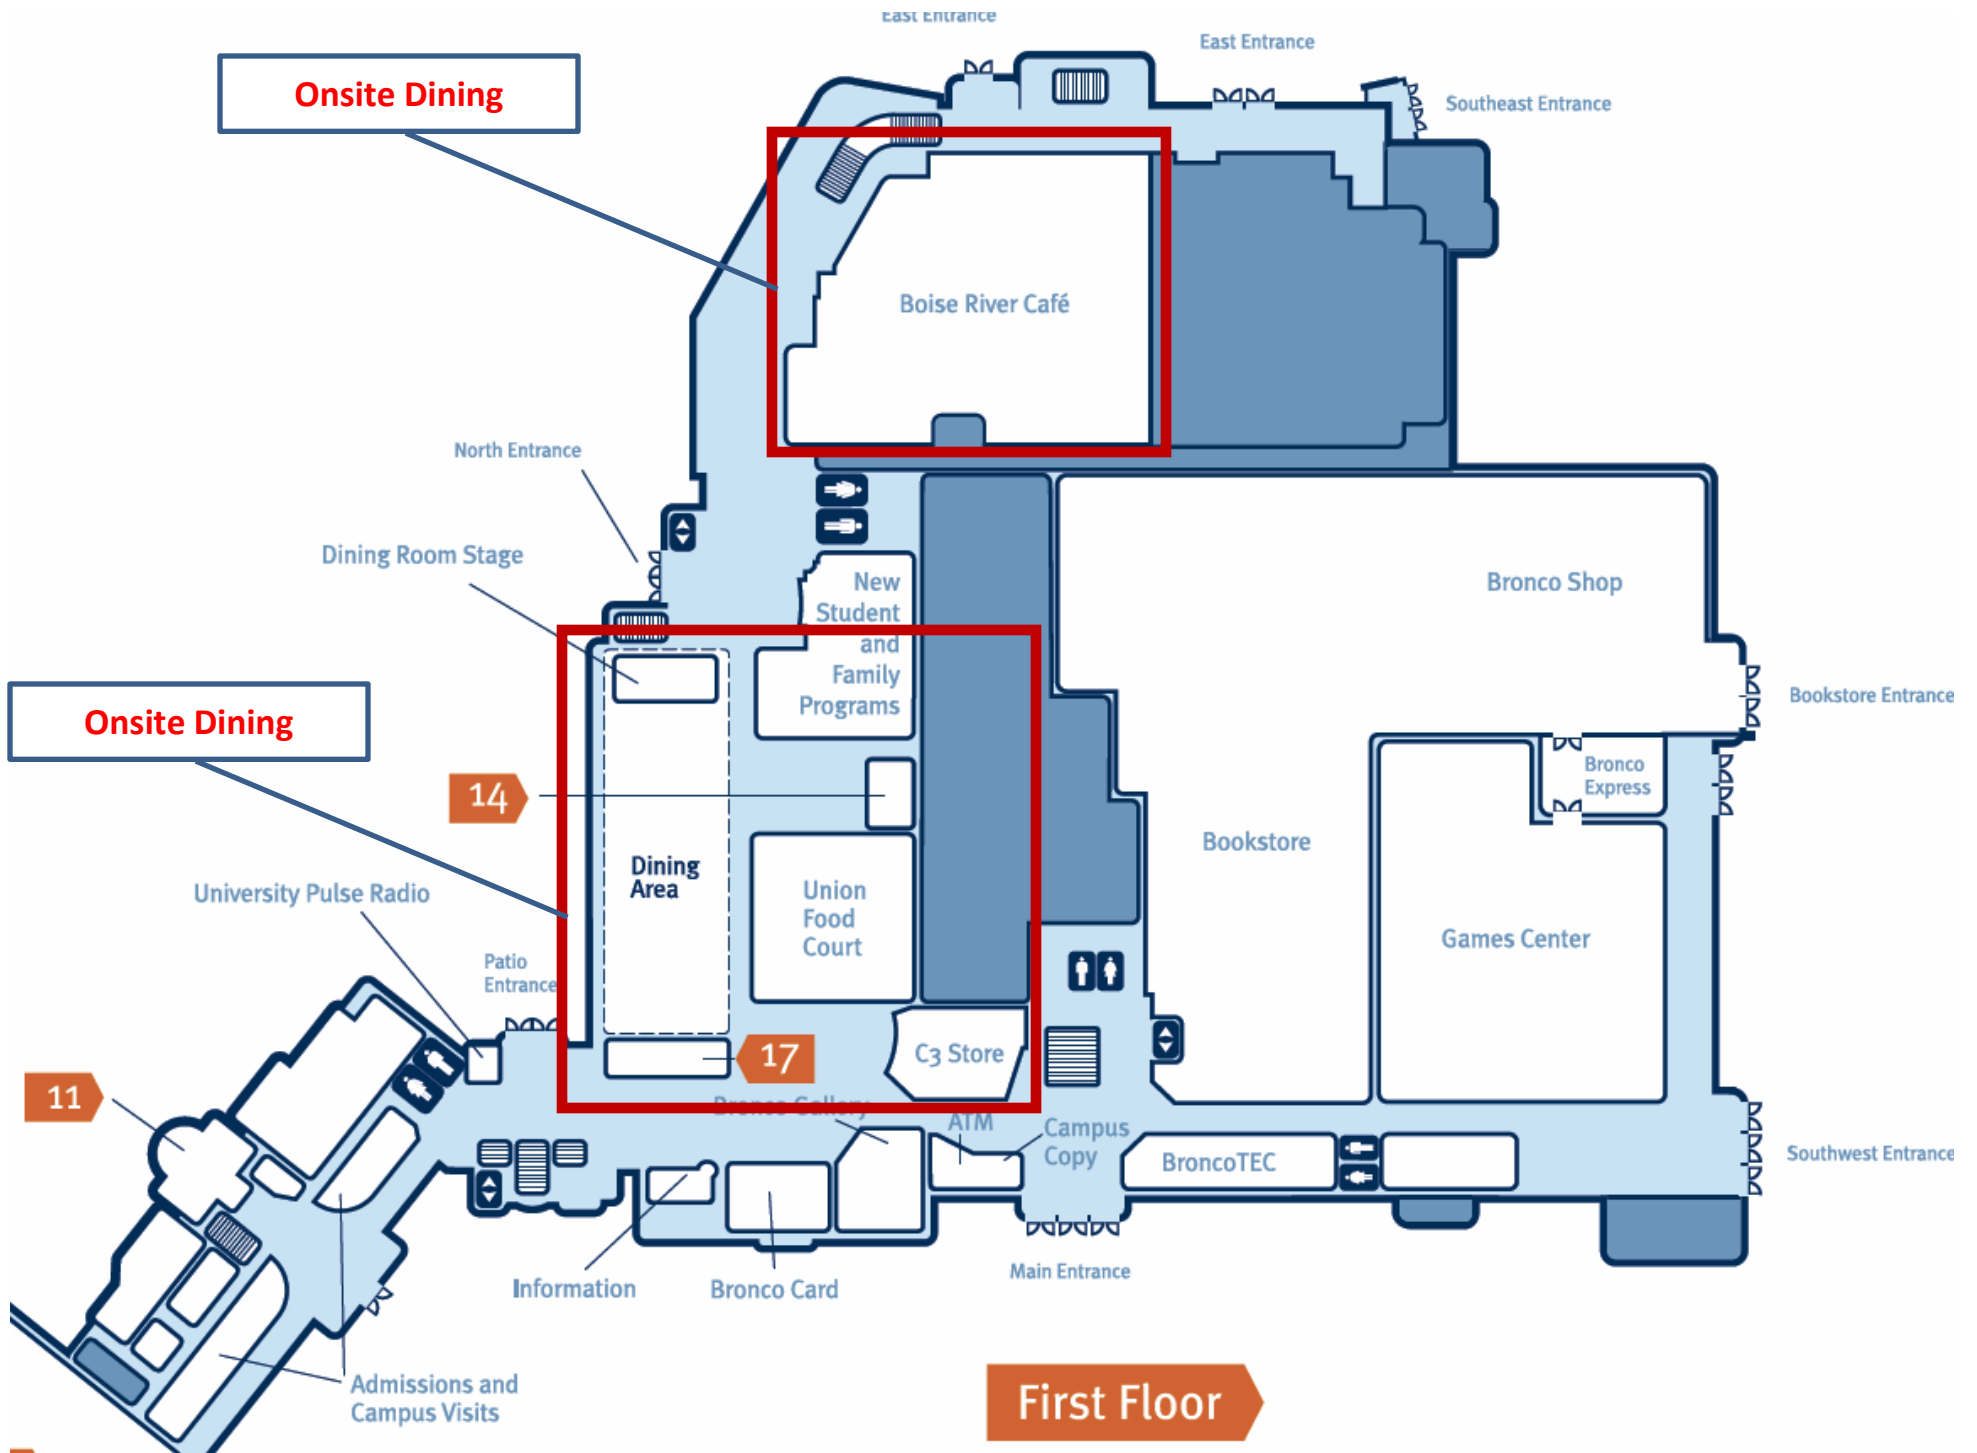 East Entrance
East Entrance
Onsite Dining
Southeast Entrance
Boise River Café
North Entrance
Dining Room Stage
New
Student
and
Family
Programs
Bronco Shop
Onsite Dining
Bookstore Entrance
14
Bronco
Express
Dining
Area
Union
Food
Court
Bookstore
University Pulse Radio
Games Center
Patio
Entrance
17
C3 Store
11
Bronco Gallery
ATM
Campus
Copy
BroncoTEC
Southwest Entrance
Information
Bronco Card
Main Entrance
Admissions and
Campus Visits
First Floor